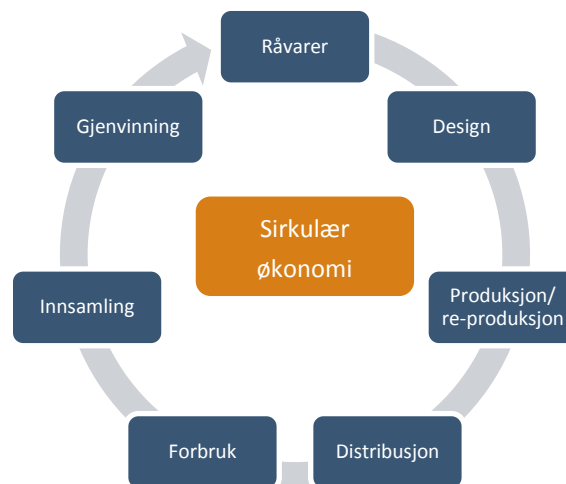 Råvarer
Design
Produksjon/
re-produksjon
Distribusjon
Forbruk
Innsamling
Gjenvinning
Sirkulær
økonomi